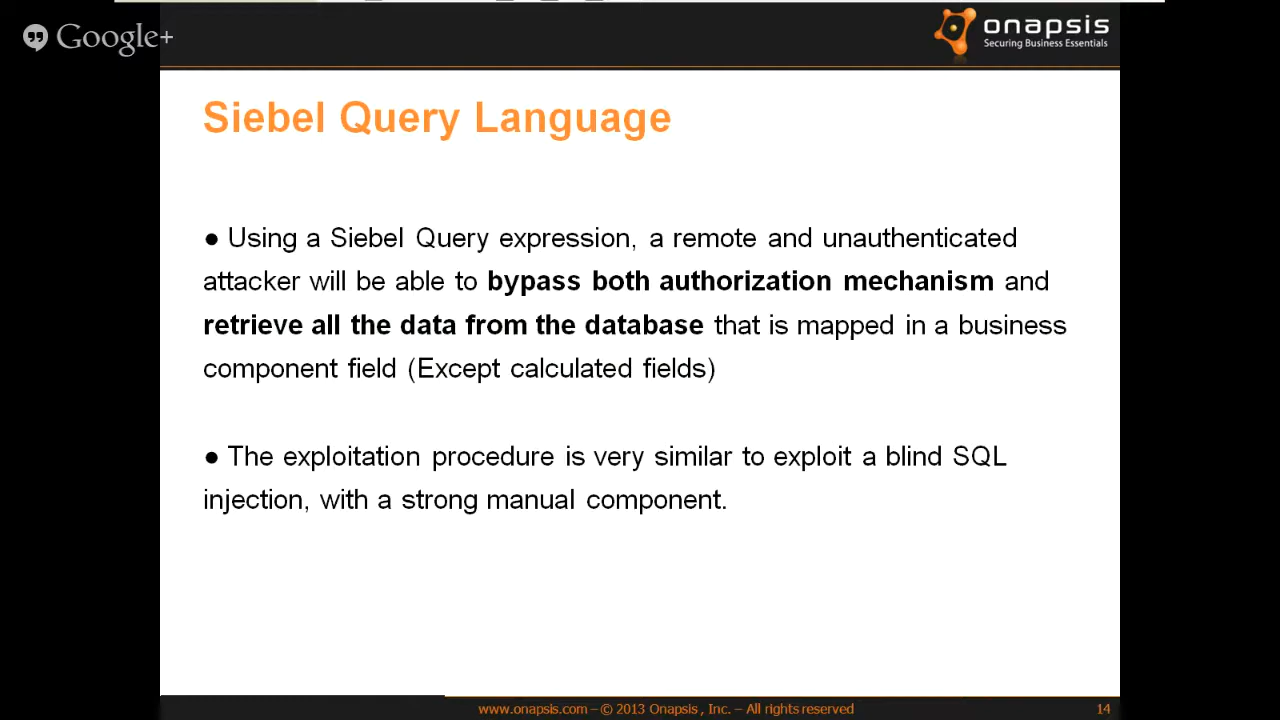 Google+
onapsis
Securing Business Essentials
Siebel Query Language
● Using a Siebel Query expression, a remote and unauthenticated
attacker will be able to bypass both authorization mechanism and
retrieve all the data from the database that is mapped in a business
component field (Except calculated fields)
● The exploitation procedure is very similar to exploit a blind SQL
injection, with a strong manual component.
www.onapsis.com – © 2013 Onapsis , Inc. – All rights reserved
14